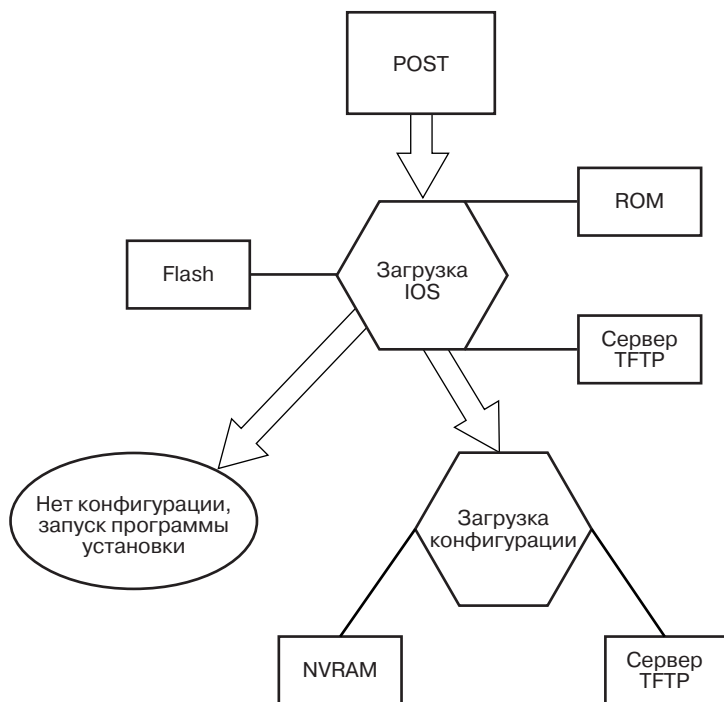 POST
ROM
Flash
Загрузка
IOS
Сервер
TFTP
Нет конфигурации,
запуск программы
установки
Загрузка
конфигурации
NVRAM
Сервер
TFTP